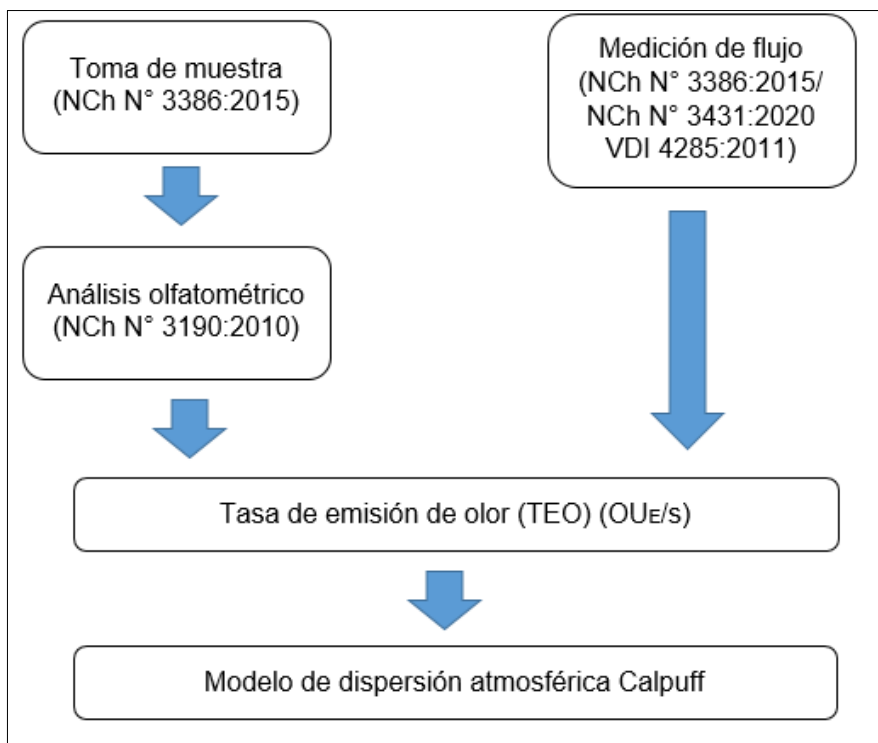 Toma de muestra
(NCh N° 3386:2015)
Medición de flujo
(NCh N° 3386:2015/
NCh N° 3431:2020
VDI 4285:2011)
Análisis olfatométrico
(NCh N° 3190:2010)
Tasa de emisión de olor (TEO) (OUE/s)
Modelo de dispersión atmosférica Calpuff